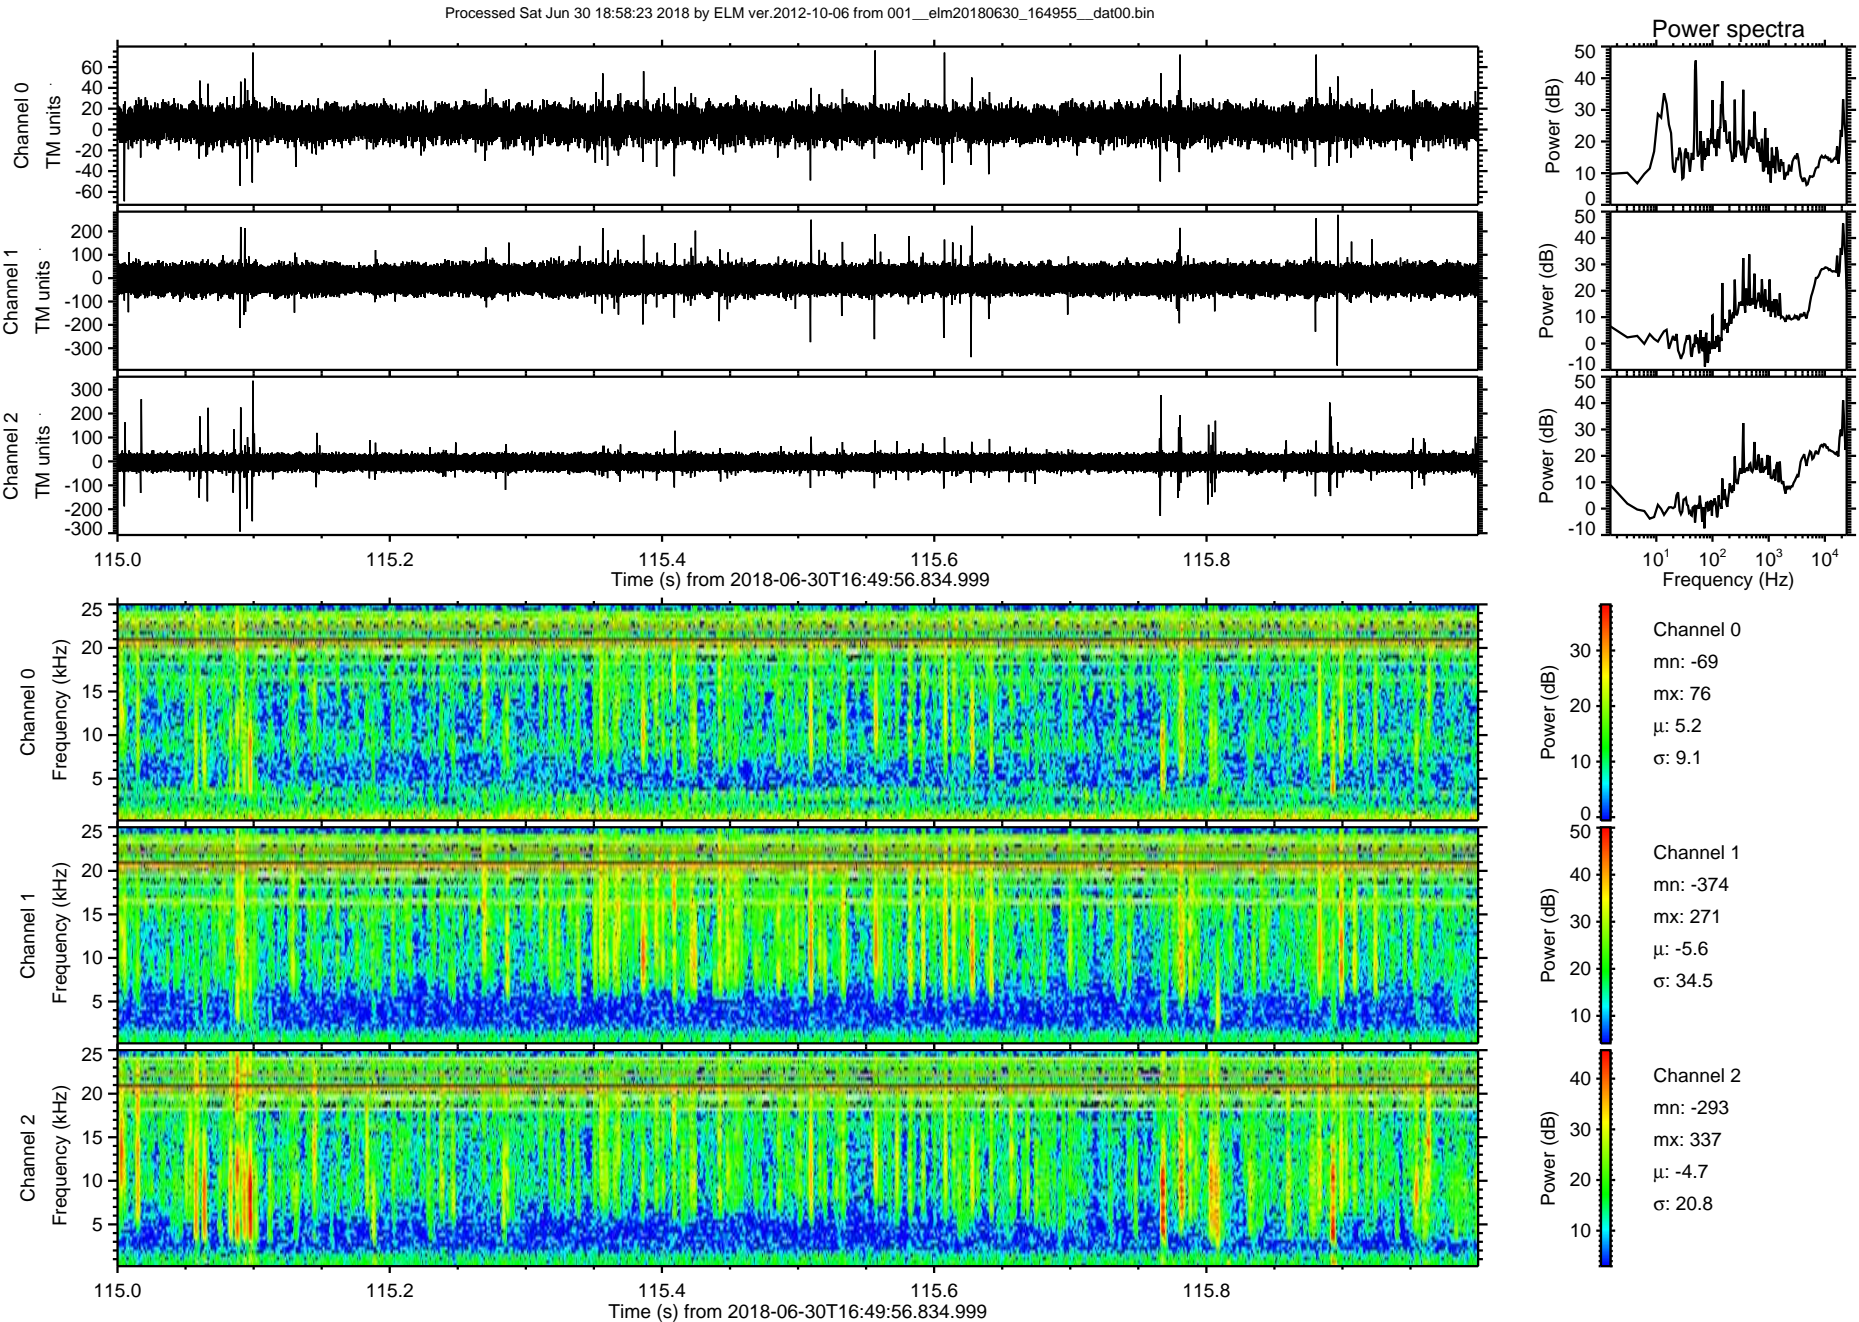 Processed Sat Jun 30 18:58:23 2018 by ELM ver.2012-10-06 from 001__elm20180630_164955__dat00.bin
Power spectra
Channel 0
TM units
60
40
20
0
-20
-40
-60
Power (dB)
50
40
30
20
10
0
Channel 1
TM units
200
100
0
-100
-200
-300
Power (dB)
50
40
30
20
10
0
-10
Channel 2
TM units
300
200
100
0
-100
-200
-300
Power (dB)
50
40
30
20
10
0
-10
115.0 115.2 115.4 115.6 115.8
Time (s) from 2018-06-30T16:49:56.834.999
10^1 10^2 10^3 10^4
Frequency (Hz)
Channel 0
Frequency (kHz)
25
20
15
10
5
Power (dB)
30
20
10
0
Channel 0
mn: -69
mx: 76
μ: 5.2
σ: 9.1
Channel 1
Frequency (kHz)
25
20
15
10
5
Power (dB)
50
40
30
20
10
Channel 1
mn: -374
mx: 271
μ: -5.6
σ: 34.5
Channel 2
Frequency (kHz)
25
20
15
10
5
Power (dB)
40
30
20
10
Channel 2
mn: -293
mx: 337
μ: -4.7
σ: 20.8
115.0 115.2 115.4 115.6 115.8
Time (s) from 2018-06-30T16:49:56.834.999